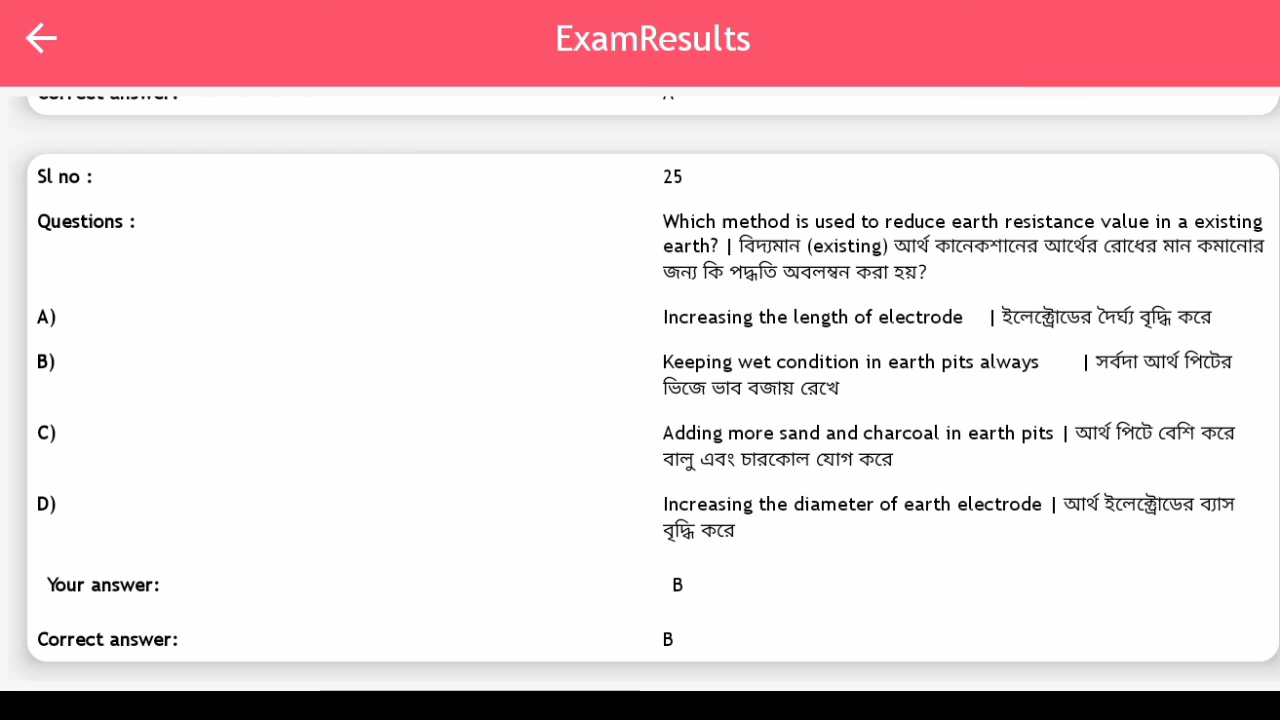 ExamResults
Sl no : 25
Questions : Which method is used to reduce earth resistance value in a existing
earth? | বিদ্যমান (existing) আর্থ কানেকশানের আর্থের রোধের মান কমানোর
জন্য কি পদ্ধতি অবলম্বন করা হয়?
A) Increasing the length of electrode | ইলেক্ট্রোডের দৈর্ঘ্য বৃদ্ধি করে
B) Keeping wet condition in earth pits always | সর্বদা আর্থ পিটের
ভিজে ভাব বজায় রেখে
C) Adding more sand and charcoal in earth pits | আর্থ পিটে বেশি করে
বালু এবং চারকোল যোগ করে
D) Increasing the diameter of earth electrode | আর্থ ইলেক্ট্রোডের ব্যাস
বৃদ্ধি করে
Your answer: B
Correct answer: B